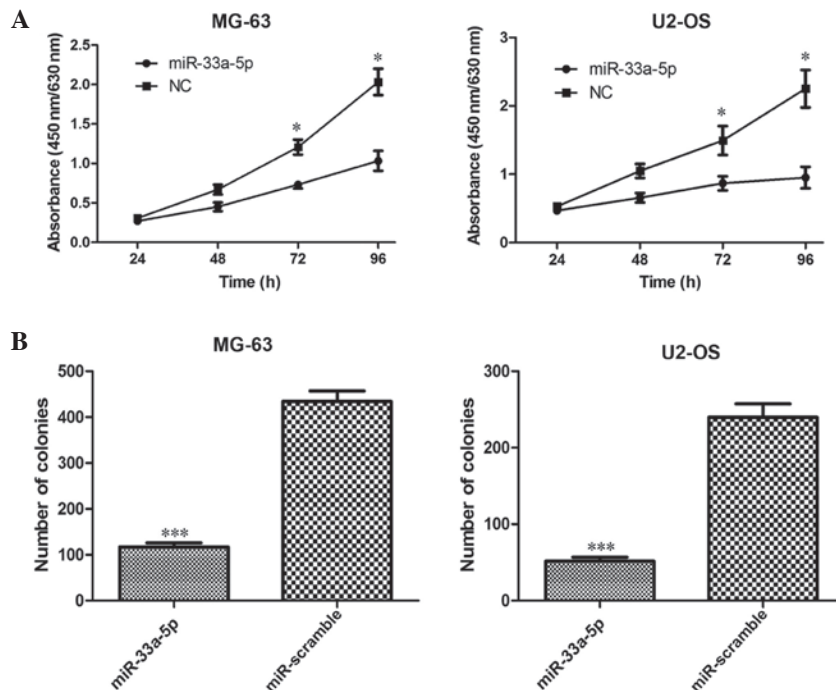 A
MG-63
Absorbance (450 nm/630 nm)
2.5
2.0
1.5
1.0
0.5
0.0
miR-33a-5p
NC
*
*
24
48
72
96
Time (h)
U2-OS
Absorbance (450 nm/630 nm)
3
2
1
0
miR-33a-5p
NC
*
*
24
48
72
96
Time (h)
B
MG-63
Number of colonies
500
400
300
200
100
0
***
miR-33a-5p
miR-scramble
U2-OS
Number of colonies
300
200
100
0
***
miR-33a-5p
miR-scramble